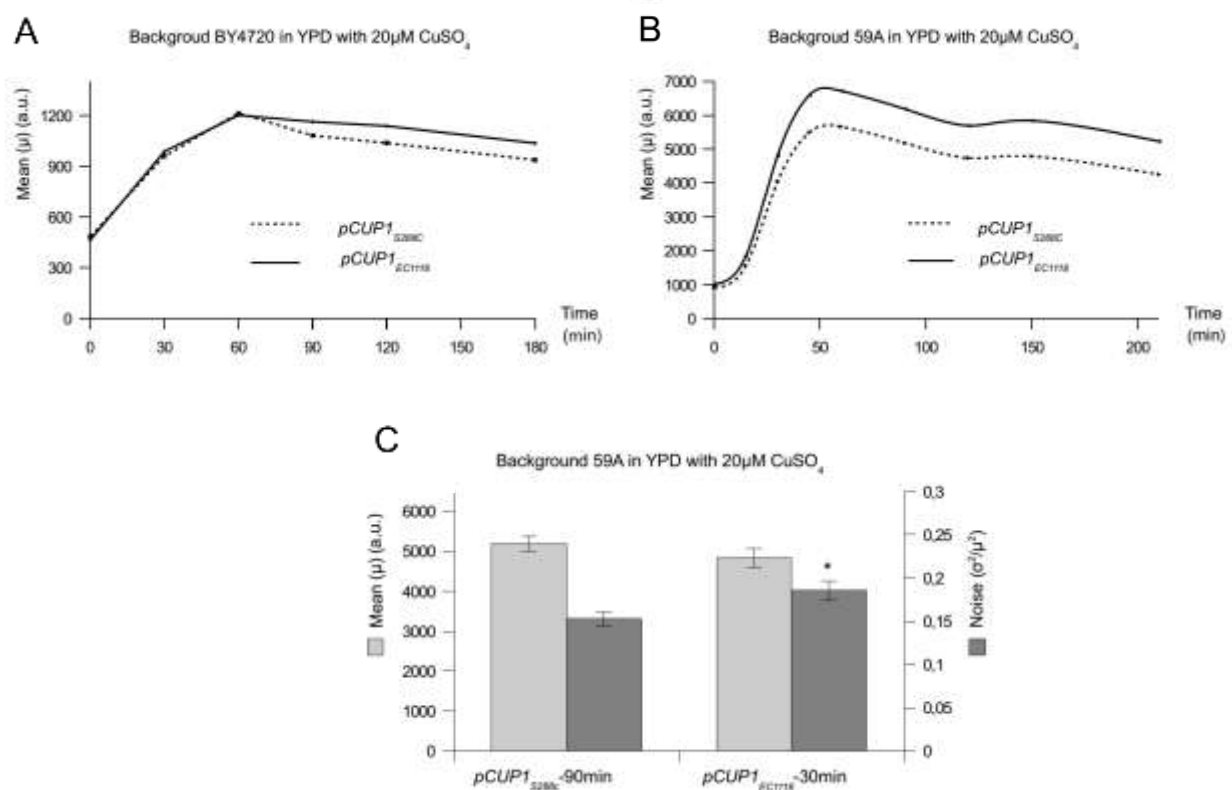 A
Backgroud BY4720 in YPD with 20µM CuSO4
Mean (µ) (a.u.)
1200
900
600
300
0
pCUP1S288C
pCUP1EC1118
0 30 60 90 120 150 180
Time
(min)
B
Backgroud 59A in YPD with 20µM CuSO4
Mean (µ) (a.u.)
7000
6000
5000
4000
3000
2000
1000
0
pCUP1S288C
pCUP1EC1118
0 50 100 150 200
Time
(min)
C
Background 59A in YPD with 20µM CuSO4
Mean (µ) (a.u.)
6000
5000
4000
3000
2000
1000
0
*
0,3
0,25
0,2
0,15
0,1
0,05
0
Noise (σ²/µ²)
pCUP1S288c-90min
pCUP1EC1118-30min